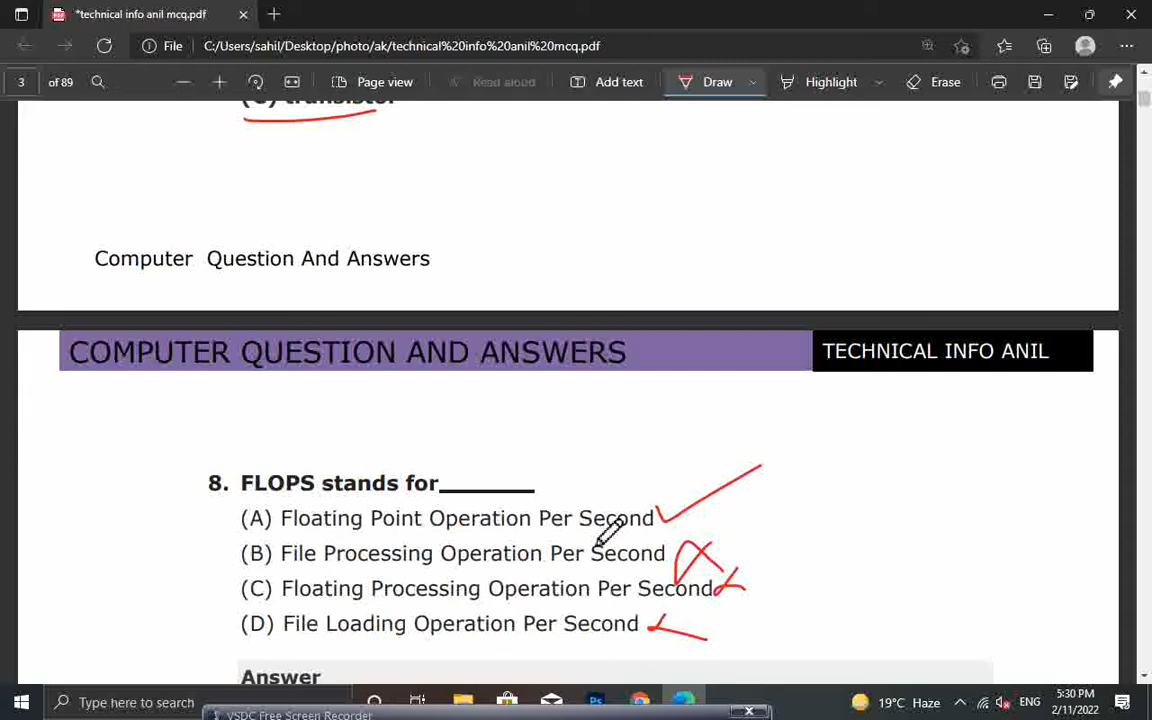 *technical info anil mcq.pdf
File
C:/Users/sahil/Desktop/photo/ak/technical%20info%20anil%20mcq.pdf
3 of 89
Page view
Read aloud
Add text
Draw
Highlight
Erase
(C) transistor
Computer Question And Answers
COMPUTER QUESTION AND ANSWERS
TECHNICAL INFO ANIL
8. FLOPS stands for________
(A) Floating Point Operation Per Second
(B) File Processing Operation Per Second
(C) Floating Processing Operation Per Second
(D) File Loading Operation Per Second
Answer
Type here to search
19°C Haze
ENG
5:30 PM
2/11/2022
VSDC Free Screen Recorder